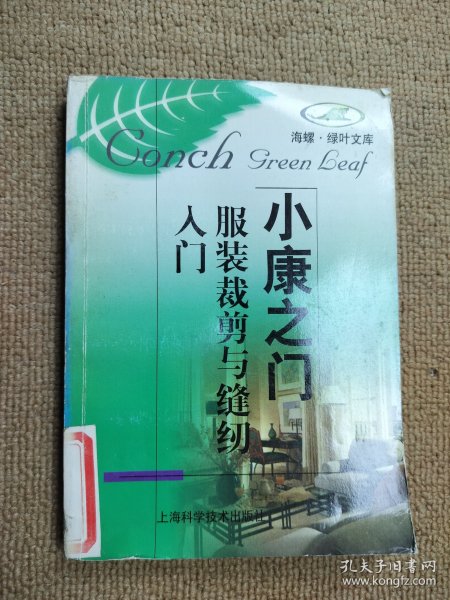 海螺·绿叶文库
Conch Green Leaf
小康之门
服装裁剪与缝纫
入门
上海科学技术出版社
孔夫子旧书网
www.kongfz.com